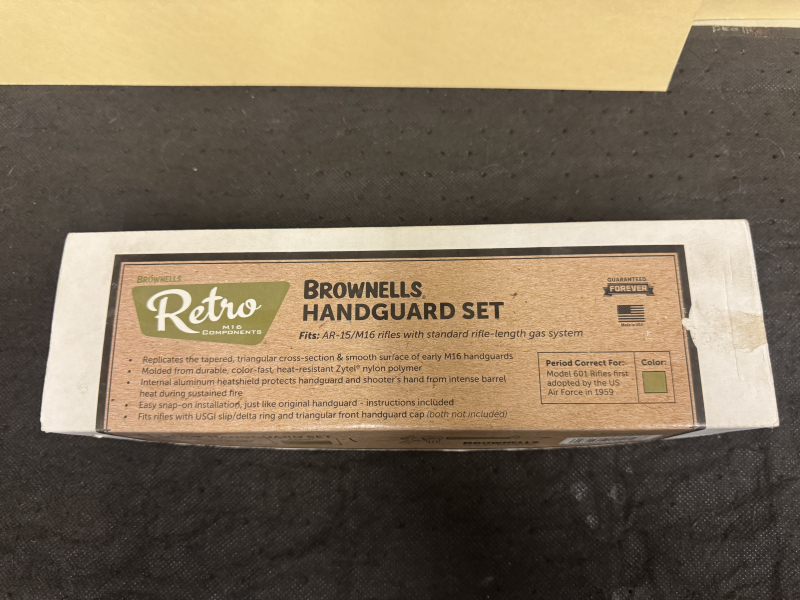 BROWNELLS
Retro
M16
COMPONENTS
BROWNELLS
HANDGUARD SET
Fits: AR-15/M16 rifles with standard rifle-length gas system
GUARANTEED
FOREVER
Made in USA
• Replicates the tapered, triangular cross-section & smooth surface of early M16 handguards
• Molded from durable, color-fast, heat-resistant Zytel® nylon polymer
• Internal aluminum heatshield protects handguard and shooter's hand from intense barrel
heat during sustained fire
• Easy snap-on installation, just like original handguard - instructions included
• Fits rifles with USGI slip/delta ring and triangular front handguard cap (both not included)
Period Correct For:
Model 601 Rifles first
adopted by the US
Air Force in 1959
Color:
BROWNELLS